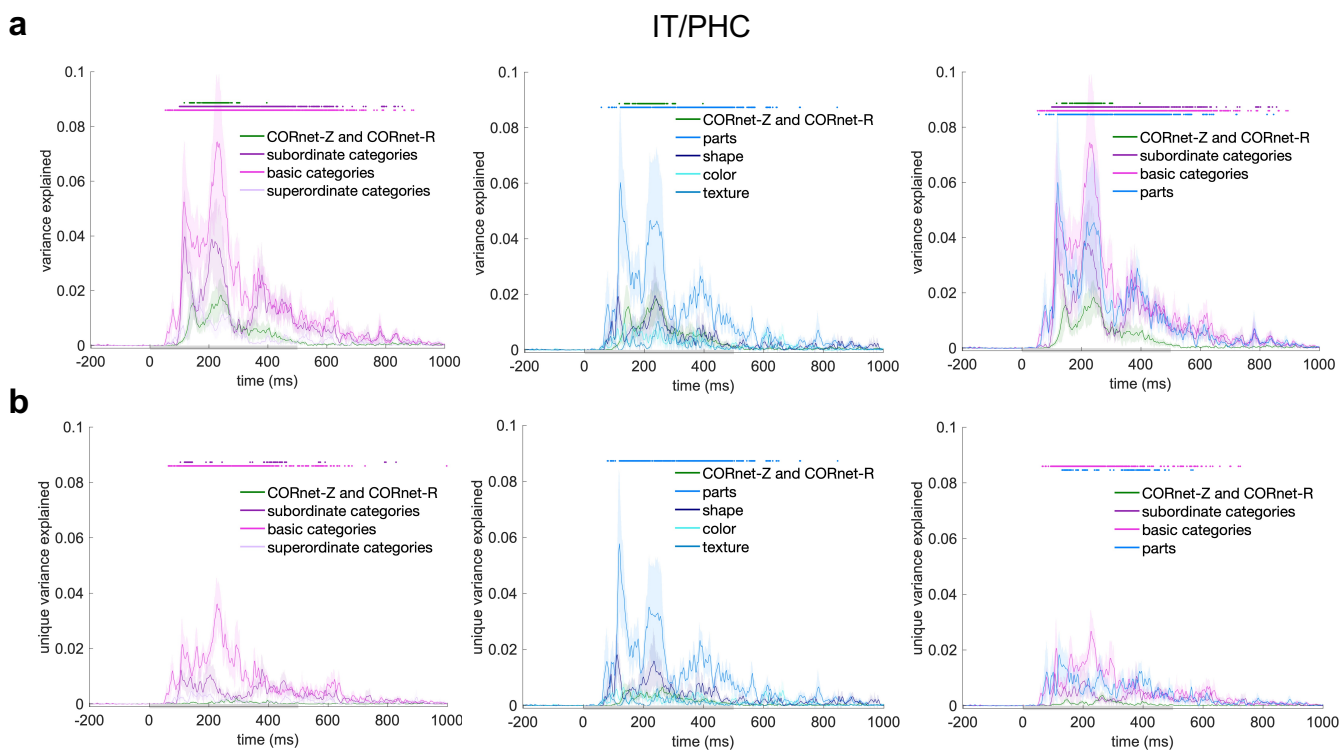 a
IT/PHC
0.1
0.08
0.06
0.04
0.02
0
variance explained
CORnet-Z and CORnet-R
subordinate categories
basic categories
superordinate categories
-200 0 200 400 600 800 1000
time (ms)
0.1
0.08
0.06
0.04
0.02
0
variance explained
CORnet-Z and CORnet-R
parts
shape
color
texture
-200 0 200 400 600 800 1000
time (ms)
0.1
0.08
0.06
0.04
0.02
0
variance explained
CORnet-Z and CORnet-R
subordinate categories
basic categories
parts
-200 0 200 400 600 800 1000
time (ms)
b
0.1
0.08
0.06
0.04
0.02
0
unique variance explained
CORnet-Z and CORnet-R
subordinate categories
basic categories
superordinate categories
-200 0 200 400 600 800 1000
time (ms)
0.1
0.08
0.06
0.04
0.02
0
unique variance explained
CORnet-Z and CORnet-R
parts
shape
color
texture
-200 0 200 400 600 800 1000
time (ms)
0.1
0.08
0.06
0.04
0.02
0
unique variance explained
CORnet-Z and CORnet-R
subordinate categories
basic categories
parts
-200 0 200 400 600 800 1000
time (ms)